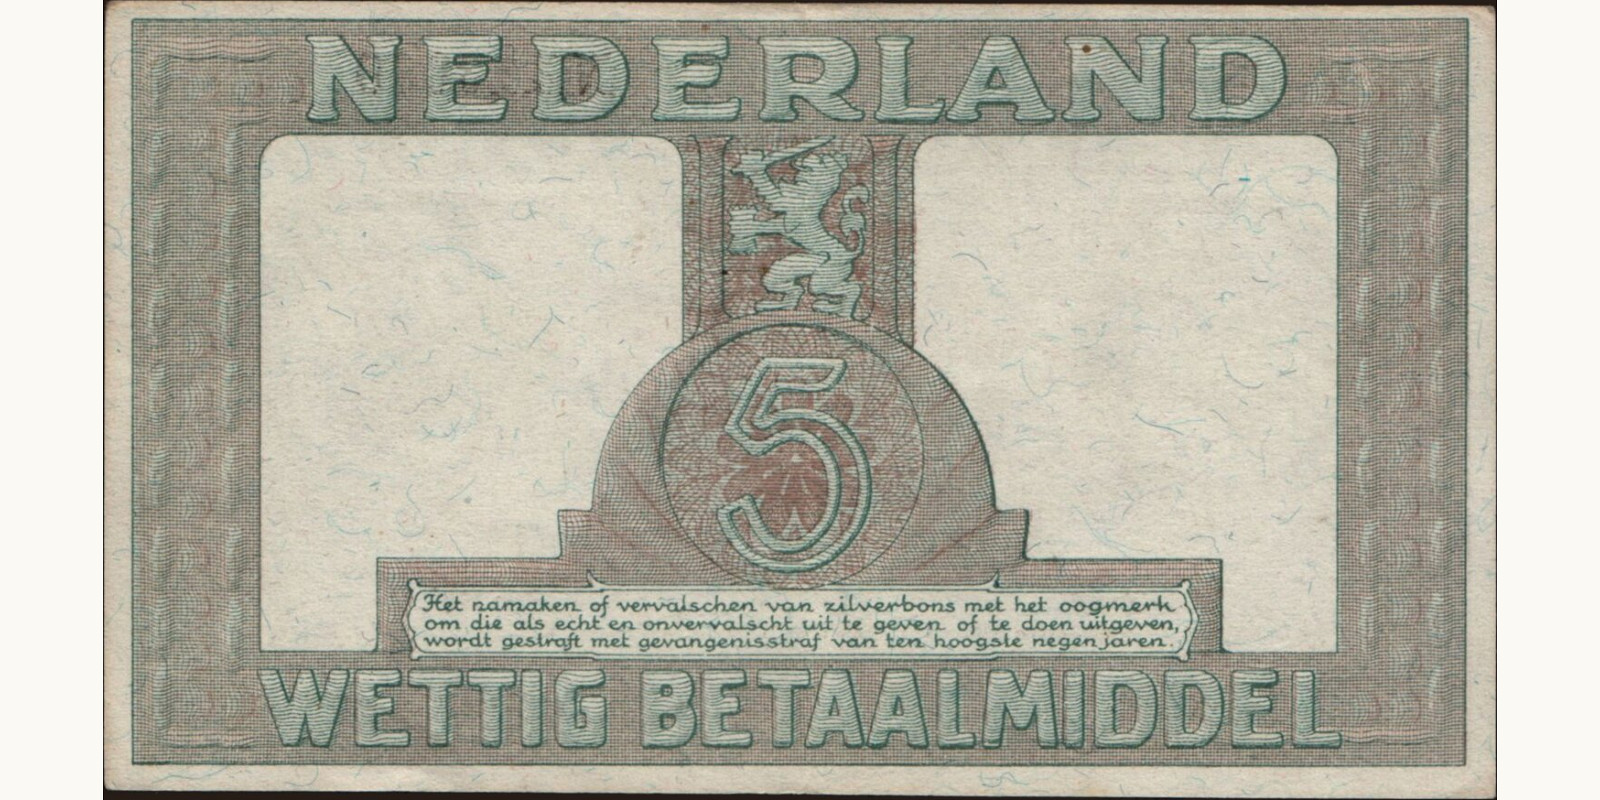 NEDERLAND
5
Het namaken of vervalschen van zilverbons met het oogmerk
om die als echt en onvervalscht uit te geven of te doen uitgeven,
wordt gestraft met gevangenisstraf van ten hoogste negen jaren.
WETTIG BETAALMIDDEL